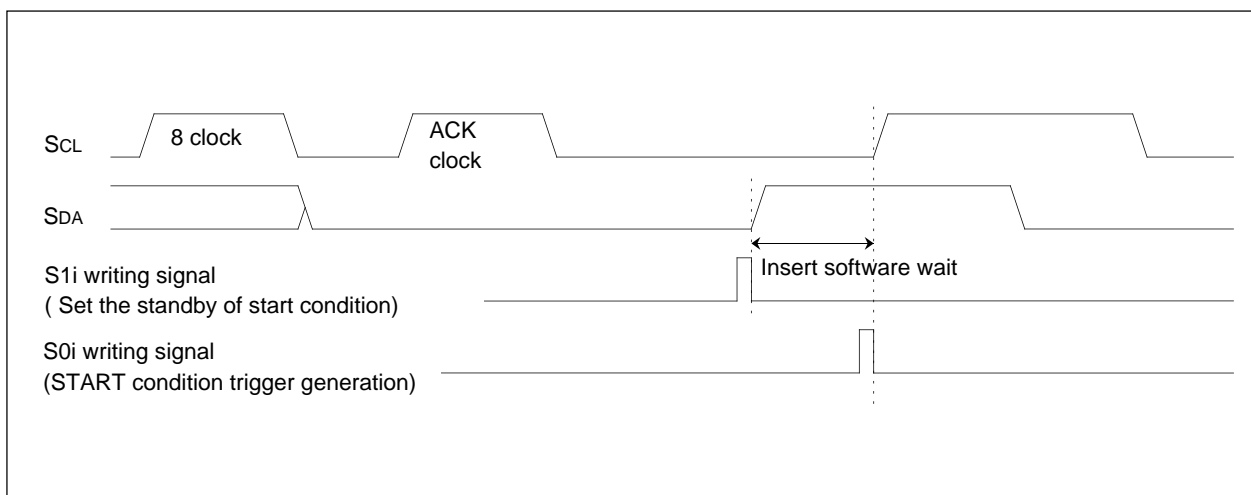 SCL
8 clock
ACK
clock
SDA
Insert software wait
S1i writing signal
( Set the standby of start condition)
S0i writing signal
(START condition trigger generation)